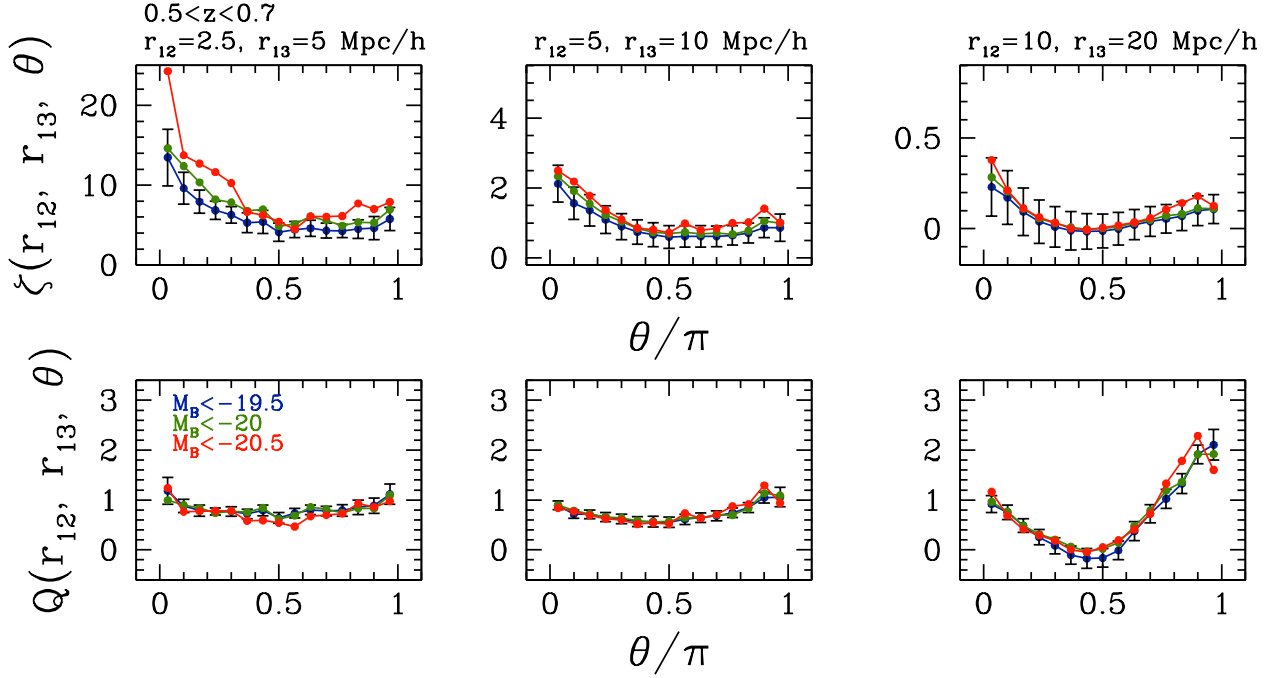 0.5<z<0.7
r12=2.5, r13=5 Mpc/h
r12=5, r13=10 Mpc/h
r12=10, r13=20 Mpc/h
ζ(r12, r13, θ)
20
10
0
0 0.5 1
4
2
0
0 0.5 1
0.5
0
0 0.5 1
θ/π
Q(r12, r13, θ)
MB<-19.5
MB<-20
MB<-20.5
3
2
1
0
0 0.5 1
3
2
1
0
0 0.5 1
3
2
1
0
0 0.5 1
θ/π